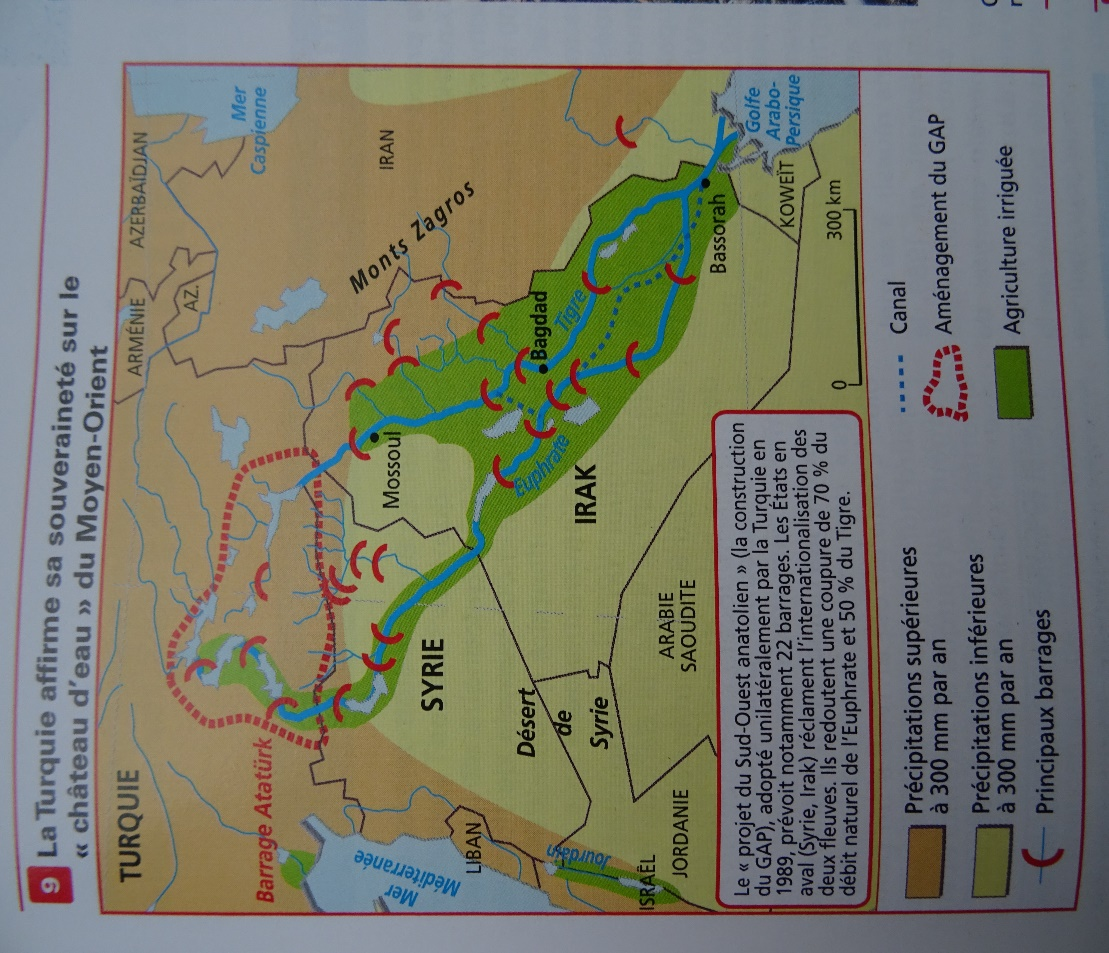 9 La Turquie affirme sa souveraineté sur le
« château d'eau » du Moyen-Orient
TURQUIE
ARMÉNIE
AZERBAÏDJAN
AZ.
Mer
Caspienne
Barrage Atatürk
Monts Zagros
IRAN
Mer
Méditerranée
SYRIE
Mossoul
LIBAN
Euphrate
Bagdad
Tigre
Désert
de
Syrie
IRAK
Jourdain
ISRAËL
JORDANIE
ARABIE
SAOUDITE
Bassorah
KOWEÏT
Golfe
Arabo-
Persique
0 300 km
Le « projet du Sud-Ouest anatolien » (la construction
du GAP), adopté unilatéralement par la Turquie en
1989, prévoit notamment 22 barrages. Les États en
aval (Syrie, Irak) réclament l'internationalisation des
deux fleuves. Ils redoutent une coupure de 70 % du
débit naturel de l'Euphrate et 50 % du Tigre.
Précipitations supérieures
à 300 mm par an
Précipitations inférieures
à 300 mm par an
Principaux barrages
Canal
Aménagement du GAP
Agriculture irriguée